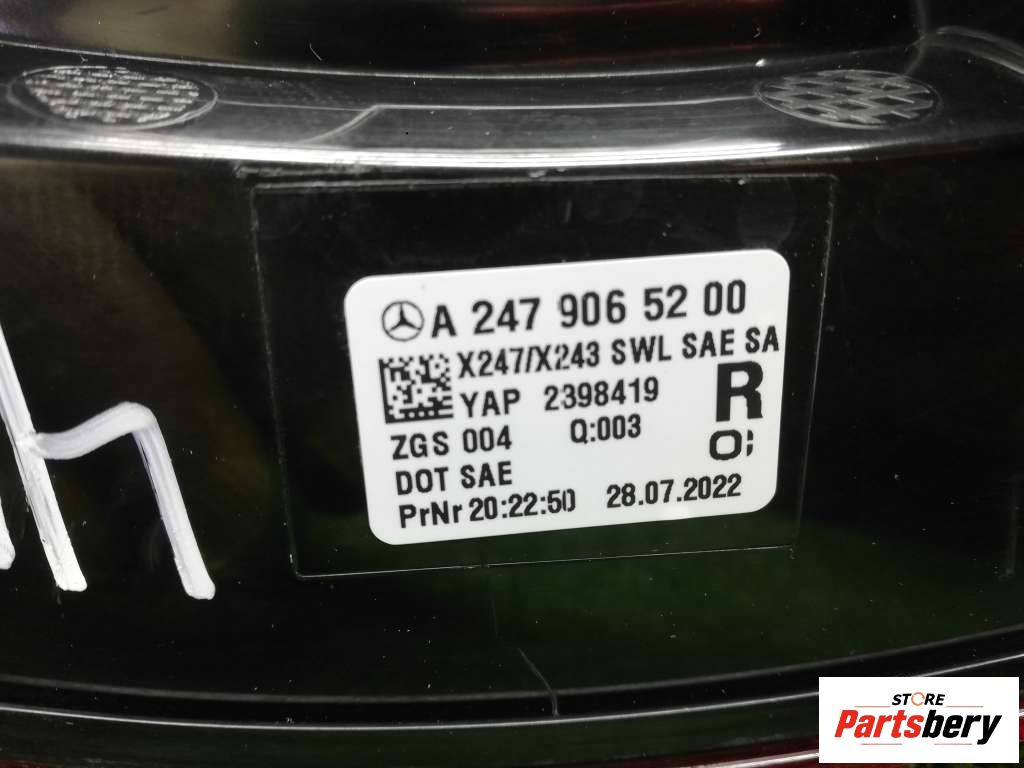 A 247 906 52 00
X247/X243 SWL SAE SA
YAP 2398419
R
ZGS 004 Q:003
DOT SAE
PrNr 20:22:50 28.07.2022
STORE
Partsbery